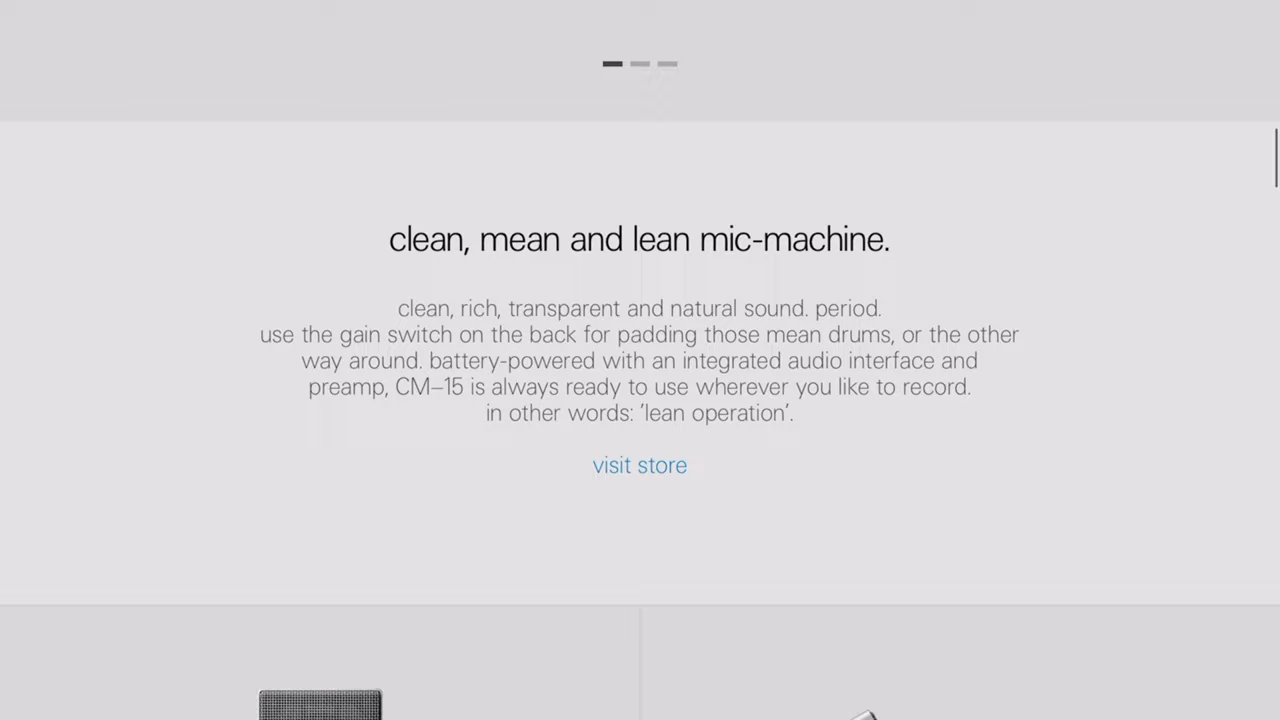 clean, mean and lean mic-machine.
clean, rich, transparent and natural sound. period.
use the gain switch on the back for padding those mean drums, or the other
way around. battery-powered with an integrated audio interface and
preamp, CM–15 is always ready to use wherever you like to record.
in other words: 'lean operation'.
visit store